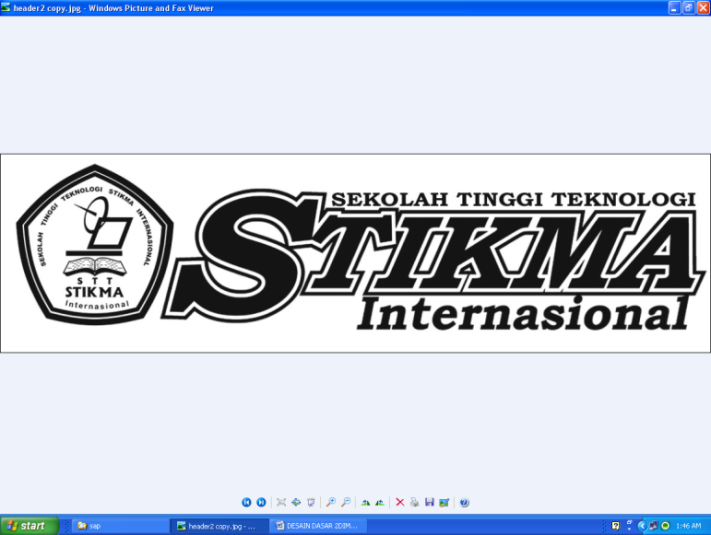 header2 copy.jpg - Windows Picture and Fax Viewer
SEKOLAH TINGGI TEKNOLOGI STIKMA INTERNASIONAL
S T T
STIKMA
Internasional
SEKOLAH TINGGI TEKNOLOGI
STIKMA
Internasional
start
sap
header2 copy.jpg - ...
DESAIN DASAR 2DIM...
1:46 AM